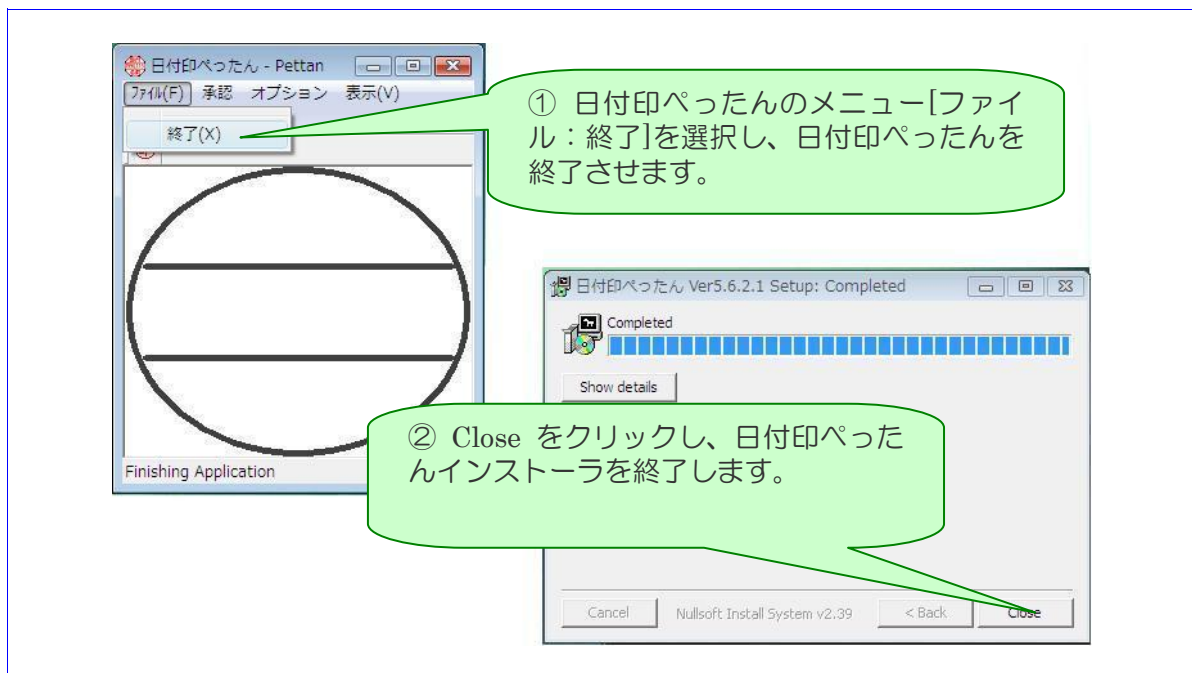 日付印ぺったん - Pettan
ファイル(F) 承認 オプション 表示(V)
終了(X)
① 日付印ぺったんのメニュー[ファイ
ル：終了]を選択し、日付印ぺったんを
終了させます。
Finishing Application
日付印ぺったん Ver5.6.2.1 Setup: Completed
Completed
Show details
② Close をクリックし、日付印ぺった
んインストーラを終了します。
Cancel Nullsoft Install System v2.39 < Back Close